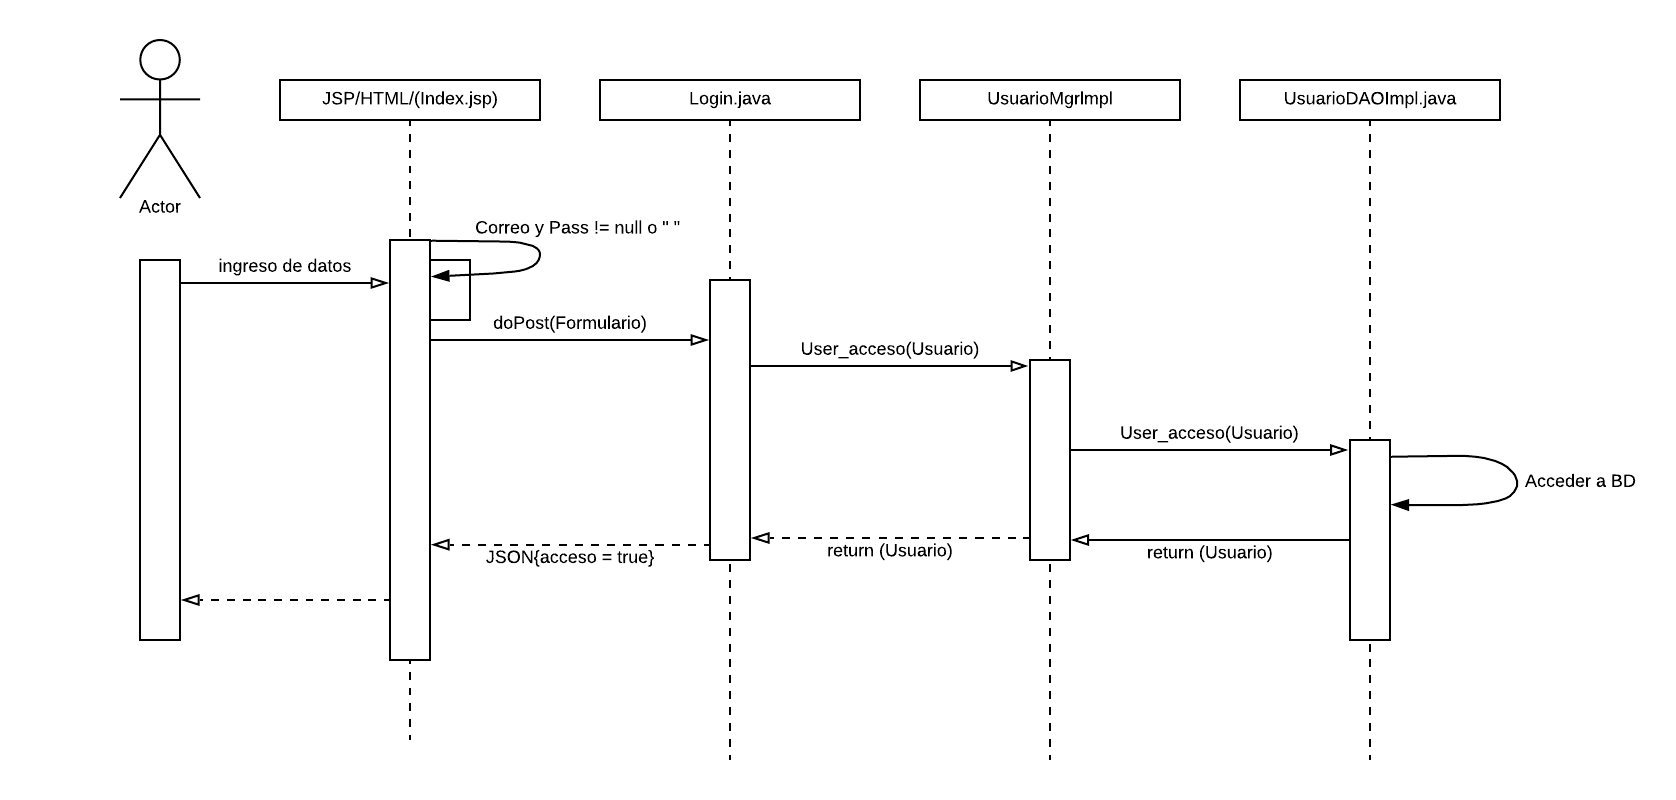 JSP/HTML/(Index.jsp)
Login.java
UsuarioMgrImpl
UsuarioDAOImpl.java
Actor
Correo y Pass != null o " "
ingreso de datos
doPost(Formulario)
User_acceso(Usuario)
User_acceso(Usuario)
Acceder a BD
JSON{acceso = true}
return (Usuario)
return (Usuario)